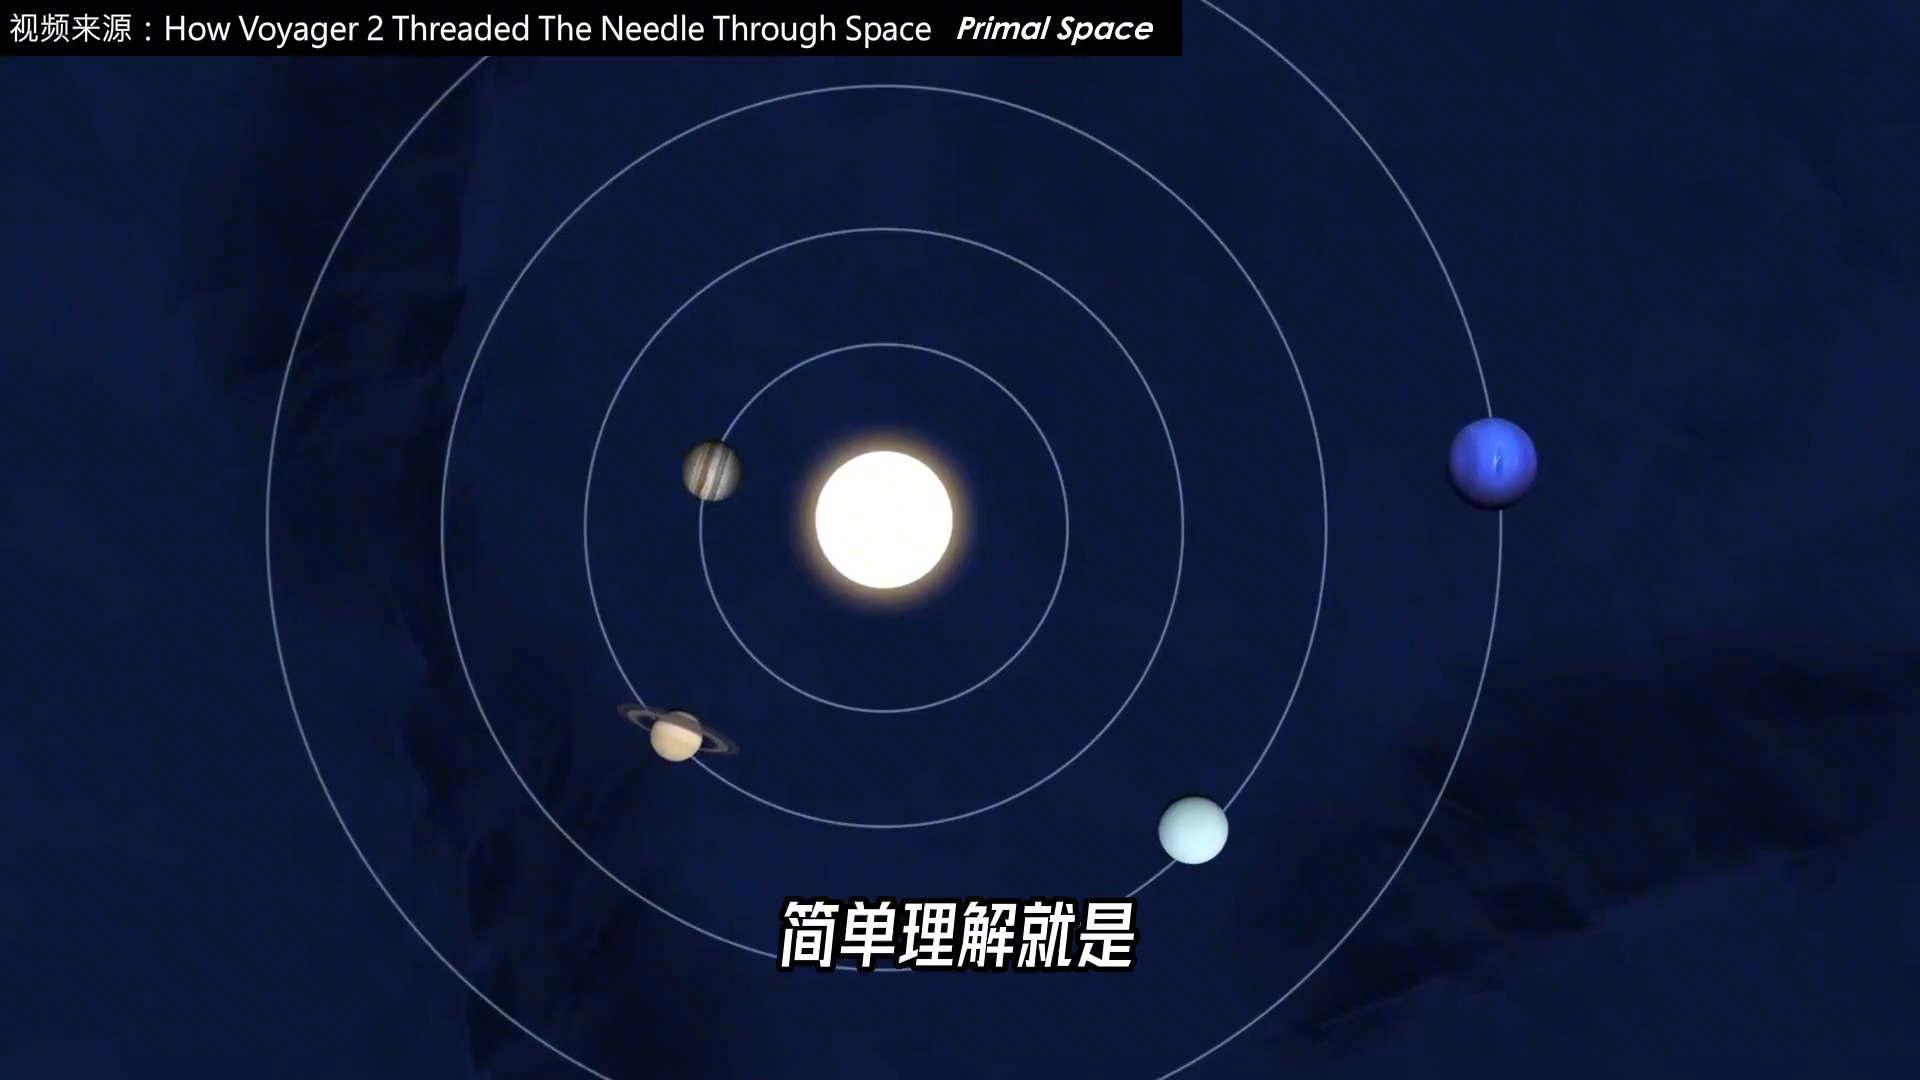 视频来源：How Voyager 2 Threaded The Needle Through Space Primal Space
简单理解就是